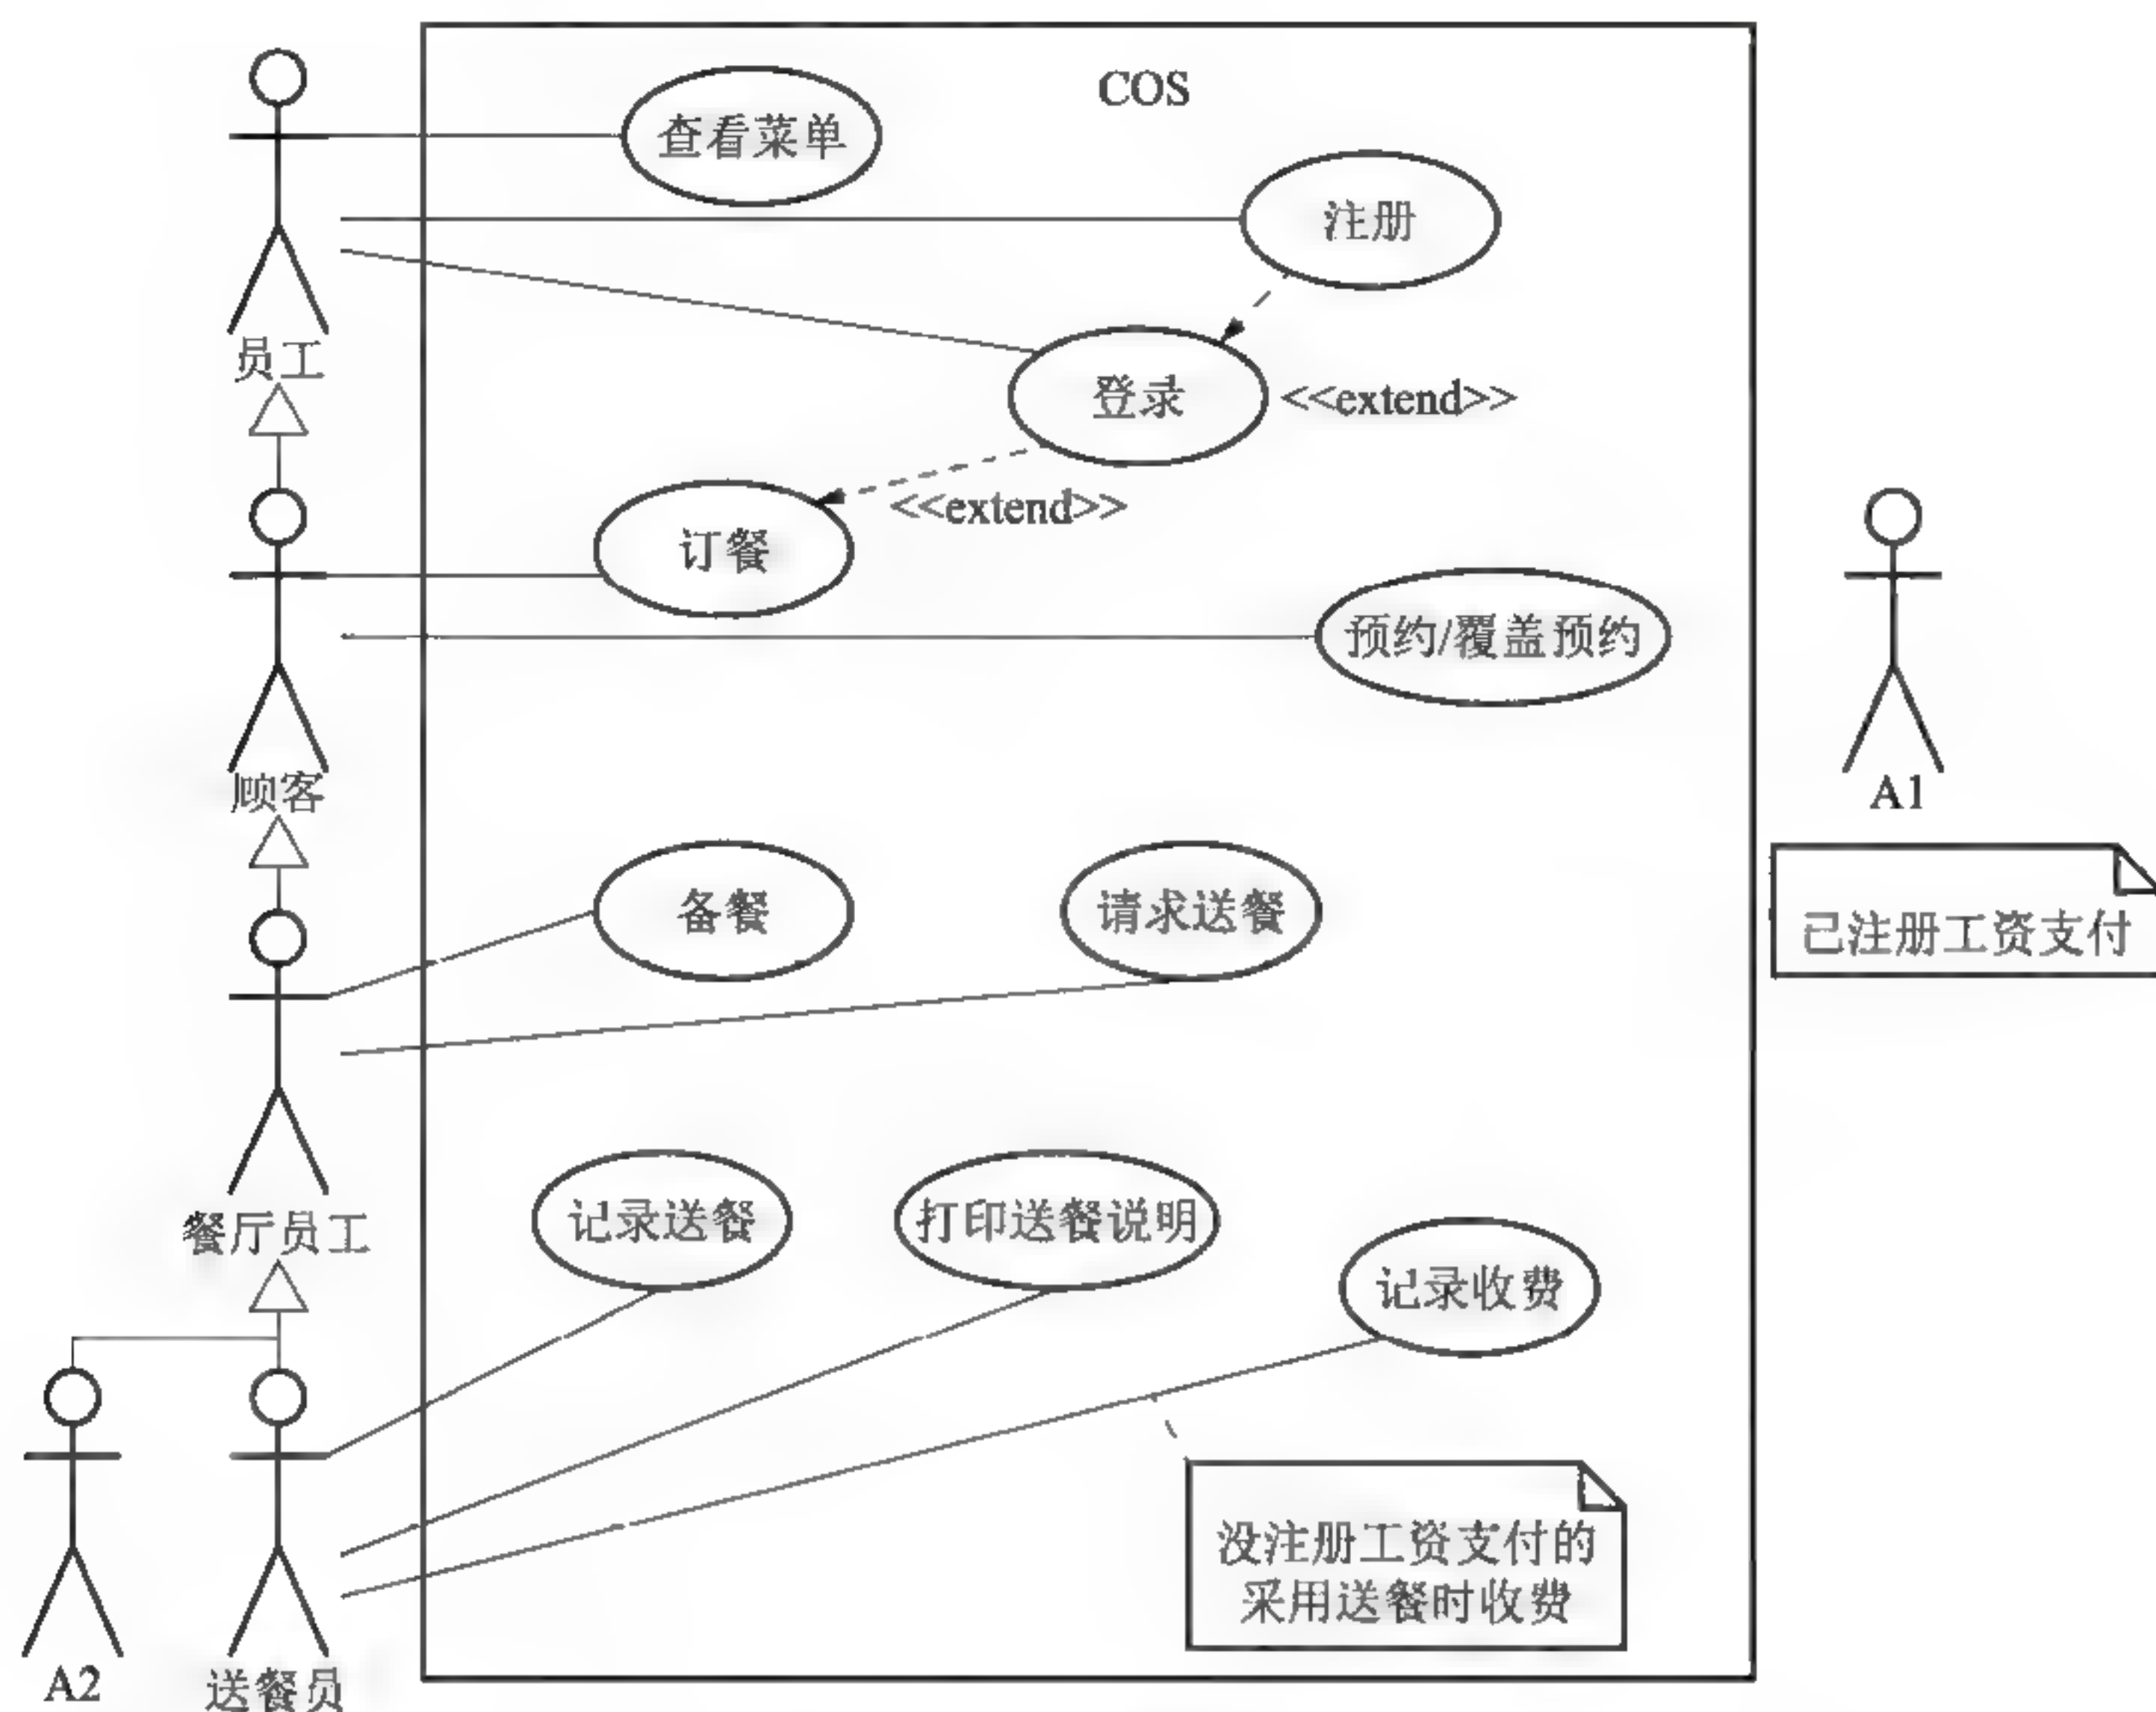 COS
查看菜单
注册
员工
登录
<<extend>>
<<extend>>
订餐
预约/覆盖预约
顾客
A1
备餐
请求送餐
已注册工资支付
餐厅员工
记录送餐
打印送餐说明
记录收费
没注册工资支付的
采用送餐时收费
A2
送餐员